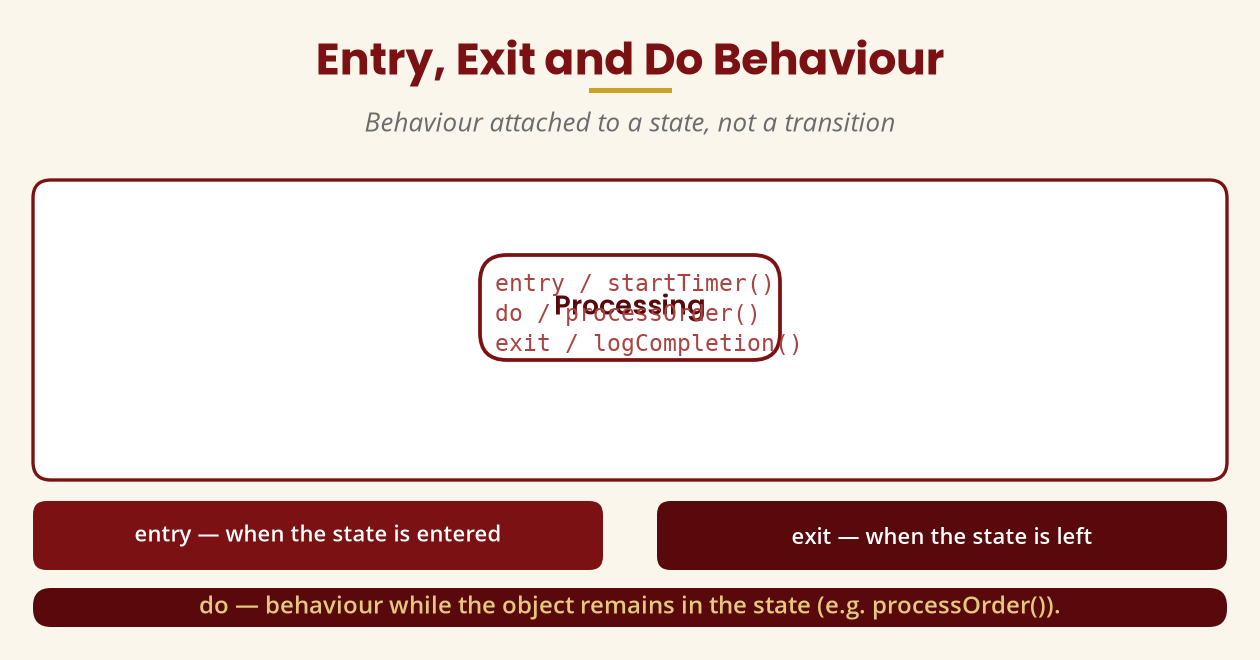 Entry, Exit and Do Behaviour
Behaviour attached to a state, not a transition
entry / startTimer()
Processing
do / processOrder()
exit / logCompletion()
entry — when the state is entered
exit — when the state is left
do — behaviour while the object remains in the state (e.g. processOrder()).